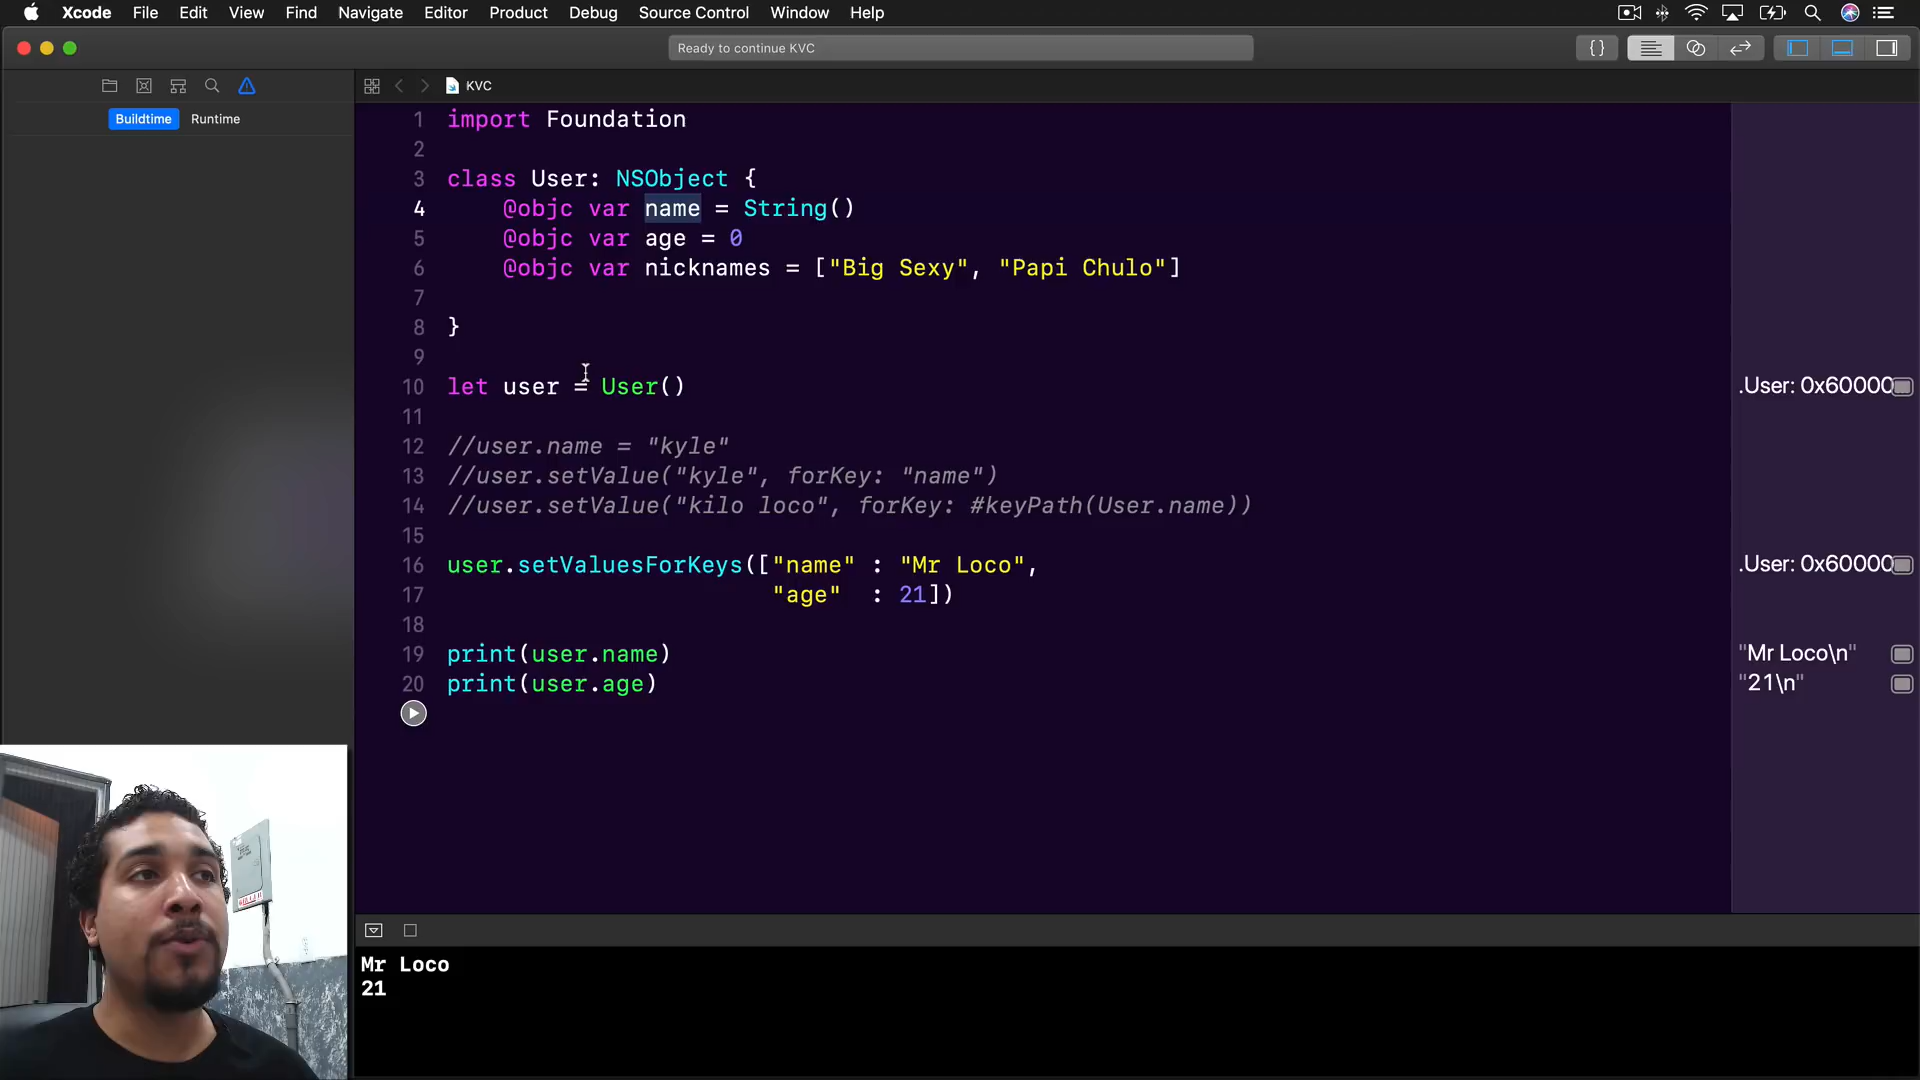 Xcode File Edit View Find Navigate Editor Product Debug Source Control Window Help
Ready to continue KVC
{}
KVC
Buildtime Runtime
1 import Foundation
2
3 class User: NSObject {
4 @objc var name = String()
5 @objc var age = 0
6 @objc var nicknames = ["Big Sexy", "Papi Chulo"]
7
8 }
9
10 let user = User()
11
12 //user.name = "kyle"
13 //user.setValue("kyle", forKey: "name")
14 //user.setValue("kilo loco", forKey: #keyPath(User.name))
15
16 user.setValuesForKeys(["name" : "Mr Loco",
17 "age" : 21])
18
19 print(user.name)
20 print(user.age)
.User: 0x60000
.User: 0x60000
"Mr Loco\n"
"21\n"
Mr Loco
21